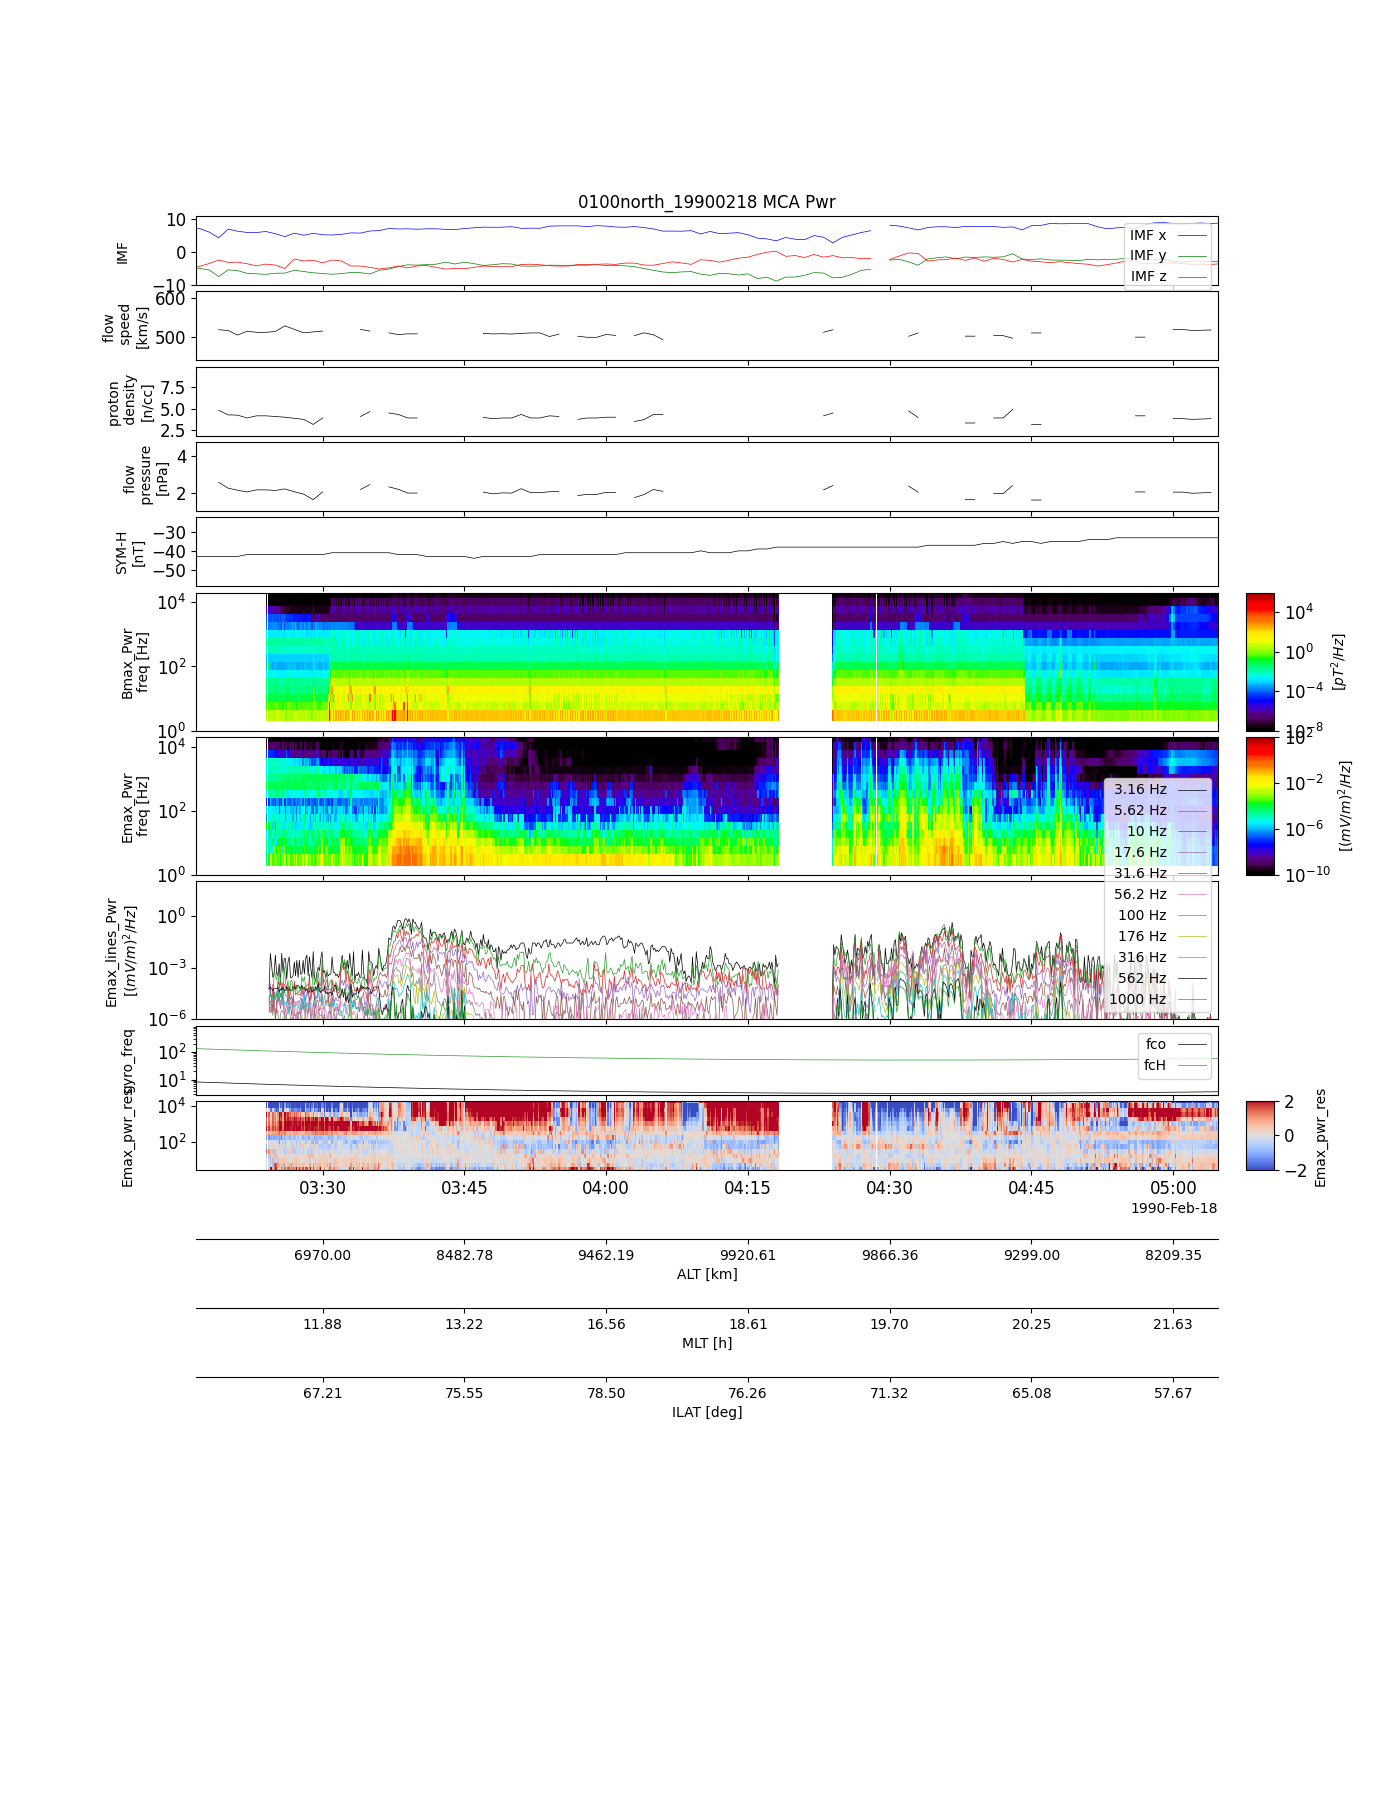 0100north_19900218 MCA Pwr
10
0
−10
IMF
IMF x
IMF y
IMF z
600
500
flow
speed
[km/s]
7.5
5.0
2.5
proton
density
[n/cc]
4
2
flow
pressure
[nPa]
−30
−40
−50
SYM-H
[nT]
10^4
10^2
10^0
Bmax_Pwr
freq [Hz]
10^4
10^0
10^−4
10^−8
[pT^2/Hz]
10^4
10^2
10^0
Emax_Pwr
freq [Hz]
10^2
10^−2
10^−6
10^−10
[(mV/m)^2/Hz]
3.16 Hz
5.62 Hz
10 Hz
17.6 Hz
31.6 Hz
56.2 Hz
100 Hz
176 Hz
316 Hz
562 Hz
1000 Hz
10^0
10^−3
10^−6
Emax_lines_Pwr
[(mV/m)^2/Hz]
10^2
10^1
gyro_freq
fco
fcH
10^4
10^2
Emax_pwr_res
2
0
−2
Emax_pwr_res
03:30 03:45 04:00 04:15 04:30 04:45 05:00
1990-Feb-18
6970.00 8482.78 9462.19 9920.61 9866.36 9299.00 8209.35
ALT [km]
11.88 13.22 16.56 18.61 19.70 20.25 21.63
MLT [h]
67.21 75.55 78.50 76.26 71.32 65.08 57.67
ILAT [deg]